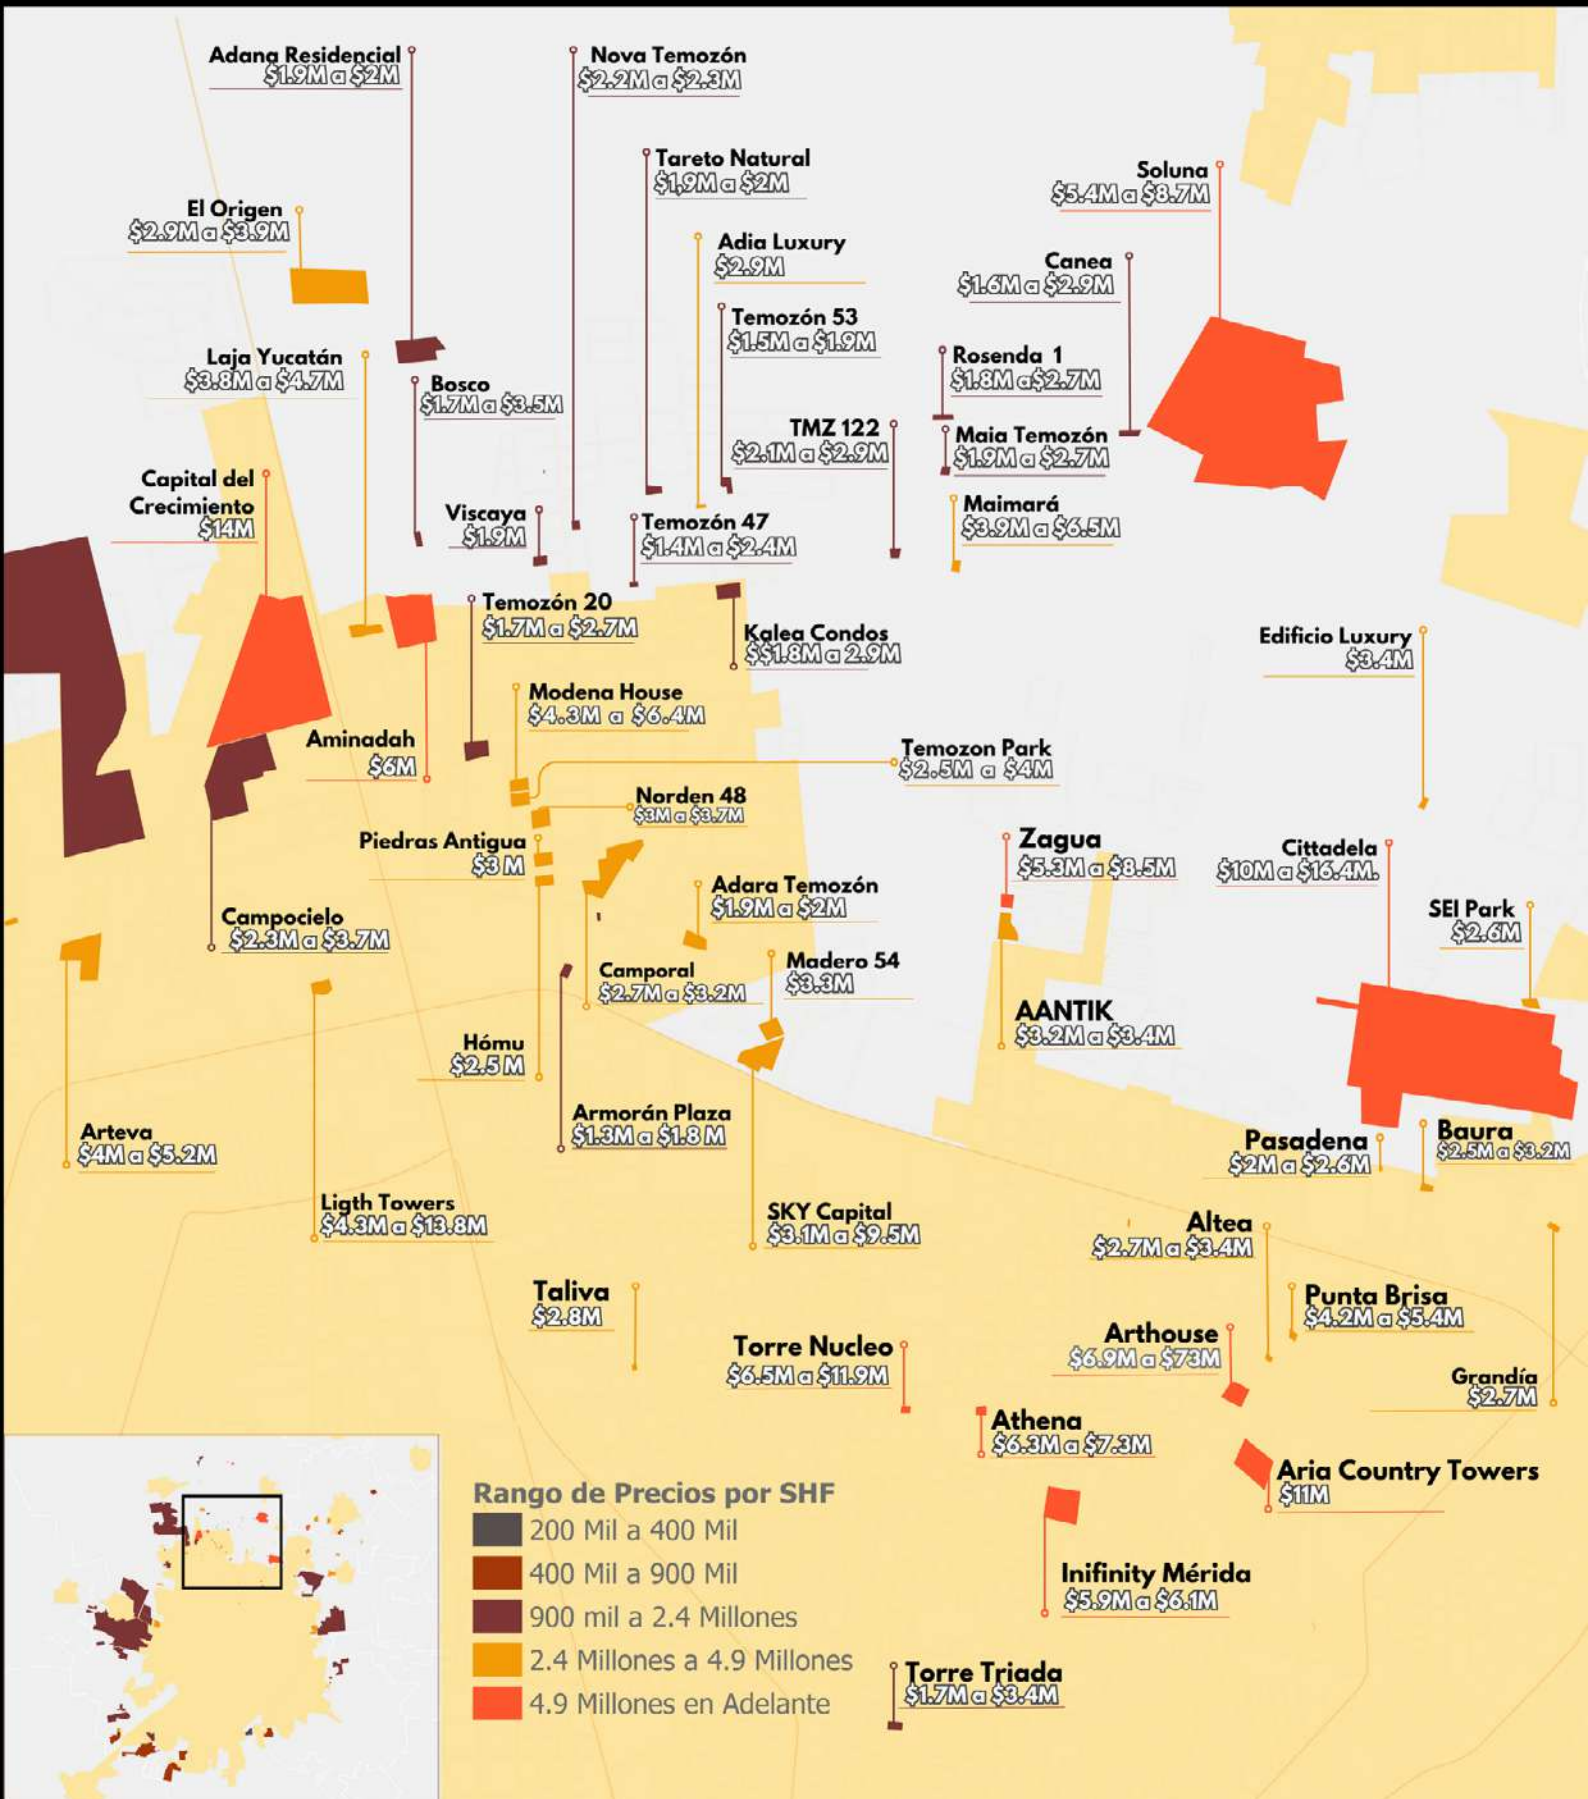 Adana Residencial
$1.9M a $2M
Nova Temozón
$2.2M a $2.3M
Tareto Natural
$1,9M a $2M
Soluna
$5.4M a $8.7M
El Origen
$2.9M a $3.9M
Adia Luxury
$2.9M
Canea
$1.6M a $2.9M
Temozón 53
$1.5M a $1.9M
Laja Yucatán
$3.8M a $4.7M
Rosenda 1
$1.8M a$2.7M
Bosco
$1.7M a $3.5M
TMZ 122
$2.1M a $2.9M
Maia Temozón
$1.9M a $2.7M
Capital del
Crecimiento
$14M
Viscaya
$1.9M
Temozón 47
$1.4M a $2.4M
Maimará
$3.9M a $6.5M
Temozón 20
$1.7M a $2.7M
Kalea Condos
$$1.8M a 2.9M
Edificio Luxury
$3.4M
Modena House
$4.3M a $6.4M
Aminadah
$6M
Temozon Park
$2.5M a $4M
Norden 48
$3M a $3.7M
Piedras Antigua
$3 M
Zagua
$5.3M a $8.5M
Cittadela
$10M a $16.4M.
Adara Temozón
$1.9M a $2M
SEI Park
$2.6M
Campocielo
$2.3M a $3.7M
Camporal
$2.7M a $3.2M
Madero 54
$3.3M
AANTIK
$3.2M a $3.4M
Hómu
$2.5 M
Armorán Plaza
$1.3M a $1.8 M
Arteva
$4M a $5.2M
Pasadena
$2M a $2.6M
Baura
$2.5M a $3.2M
Ligth Towers
$4.3M a $13.8M
SKY Capital
$3.1M a $9.5M
Altea
$2.7M a $3.4M
Taliva
$2.8M
Punta Brisa
$4.2M a $5.4M
Torre Nucleo
$6.5M a $11.9M
Arthouse
$6.9M a $73M
Grandía
$2.7M
Athena
$6.3M a $7.3M
Aria Country Towers
$11M
Inifinity Mérida
$5.9M a $6.1M
Torre Triada
$1.7M a $3.4M
Rango de Precios por SHF
200 Mil a 400 Mil
400 Mil a 900 Mil
900 mil a 2.4 Millones
2.4 Millones a 4.9 Millones
4.9 Millones en Adelante